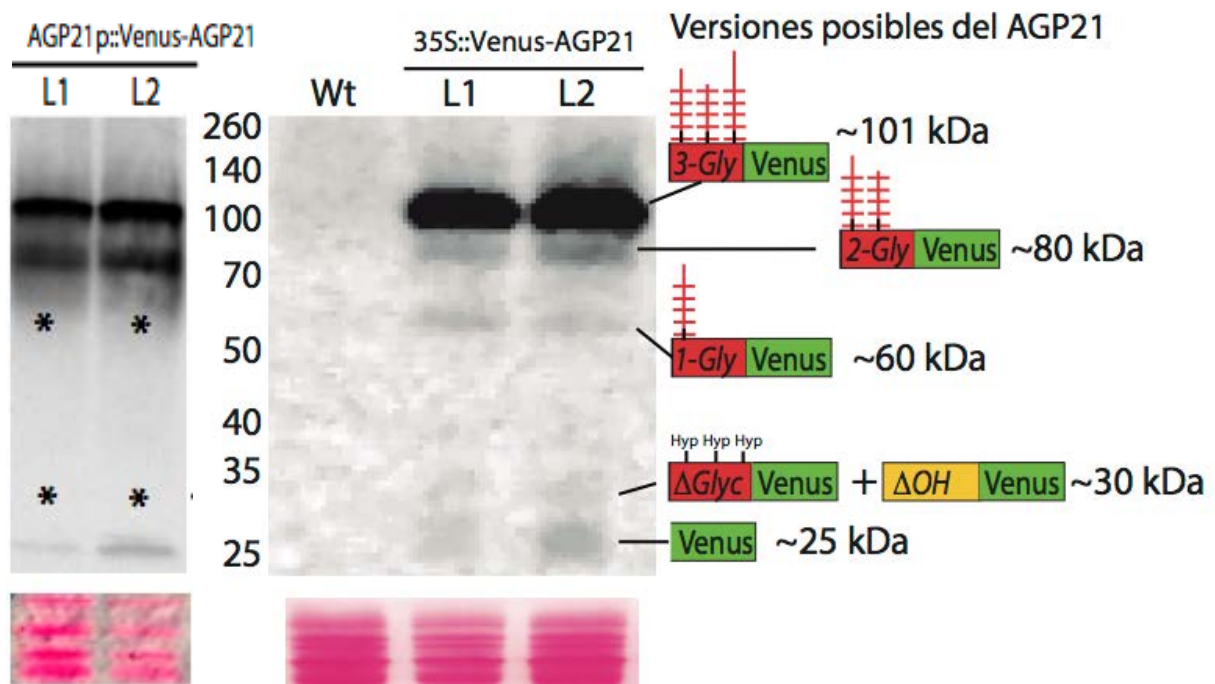 AGP21p::Venus-AGP21
L1 L2
35S::Venus-AGP21
Wt L1 L2
Versiones posibles del AGP21
260
140
100
70
50
40
35
25
* *
* *
3-Gly Venus ~101 kDa
2-Gly Venus ~80 kDa
1-Gly Venus ~60 kDa
Hyp Hyp Hyp
ΔGlyc Venus + ΔOH Venus ~30 kDa
Venus ~25 kDa